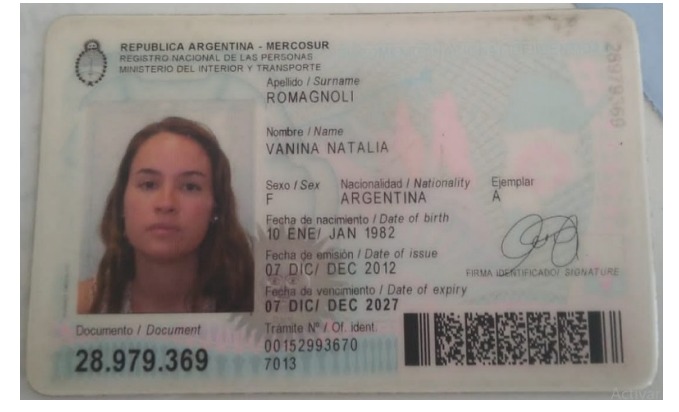 REPUBLICA ARGENTINA - MERCOSUR
REGISTRO NACIONAL DE LAS PERSONAS
MINISTERIO DEL INTERIOR Y TRANSPORTE
Apellido / Surname
ROMAGNOLI
Nombre / Name
VANINA NATALIA
Sexo / Sex Nacionalidad / Nationality Ejemplar
F ARGENTINA A
Fecha de nacimiento / Date of birth
10 ENE/ JAN 1982
Fecha de emisión / Date of issue
07 DIC/ DEC 2012
FIRMA IDENTIFICADO/ SIGNATURE
Fecha de vencimiento / Date of expiry
07 DIC/ DEC 2027
Documento / Document
28.979.369
Trámite Nº / Of. ident.
00152993670
7013
28979369
Activar